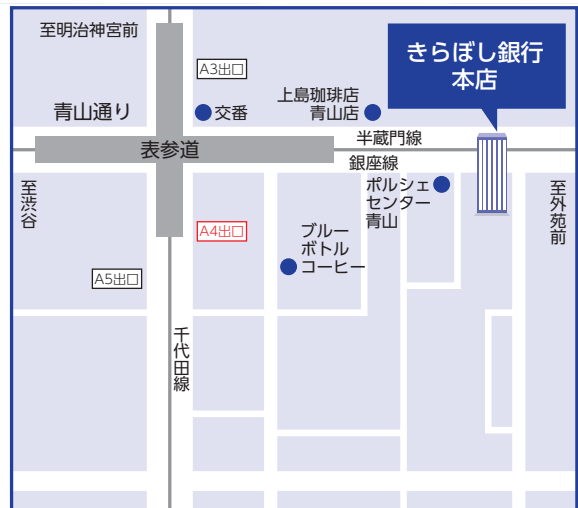 至明治神宮前
A3出口
きらぼし銀行
本店
上島珈琲店
青山店
青山通り
交番
半蔵門線
表参道
銀座線
至渋谷
ポルシェ
センター
青山
至外苑前
A4出口
ブルー
ボトル
コーヒー
A5出口
千代田線